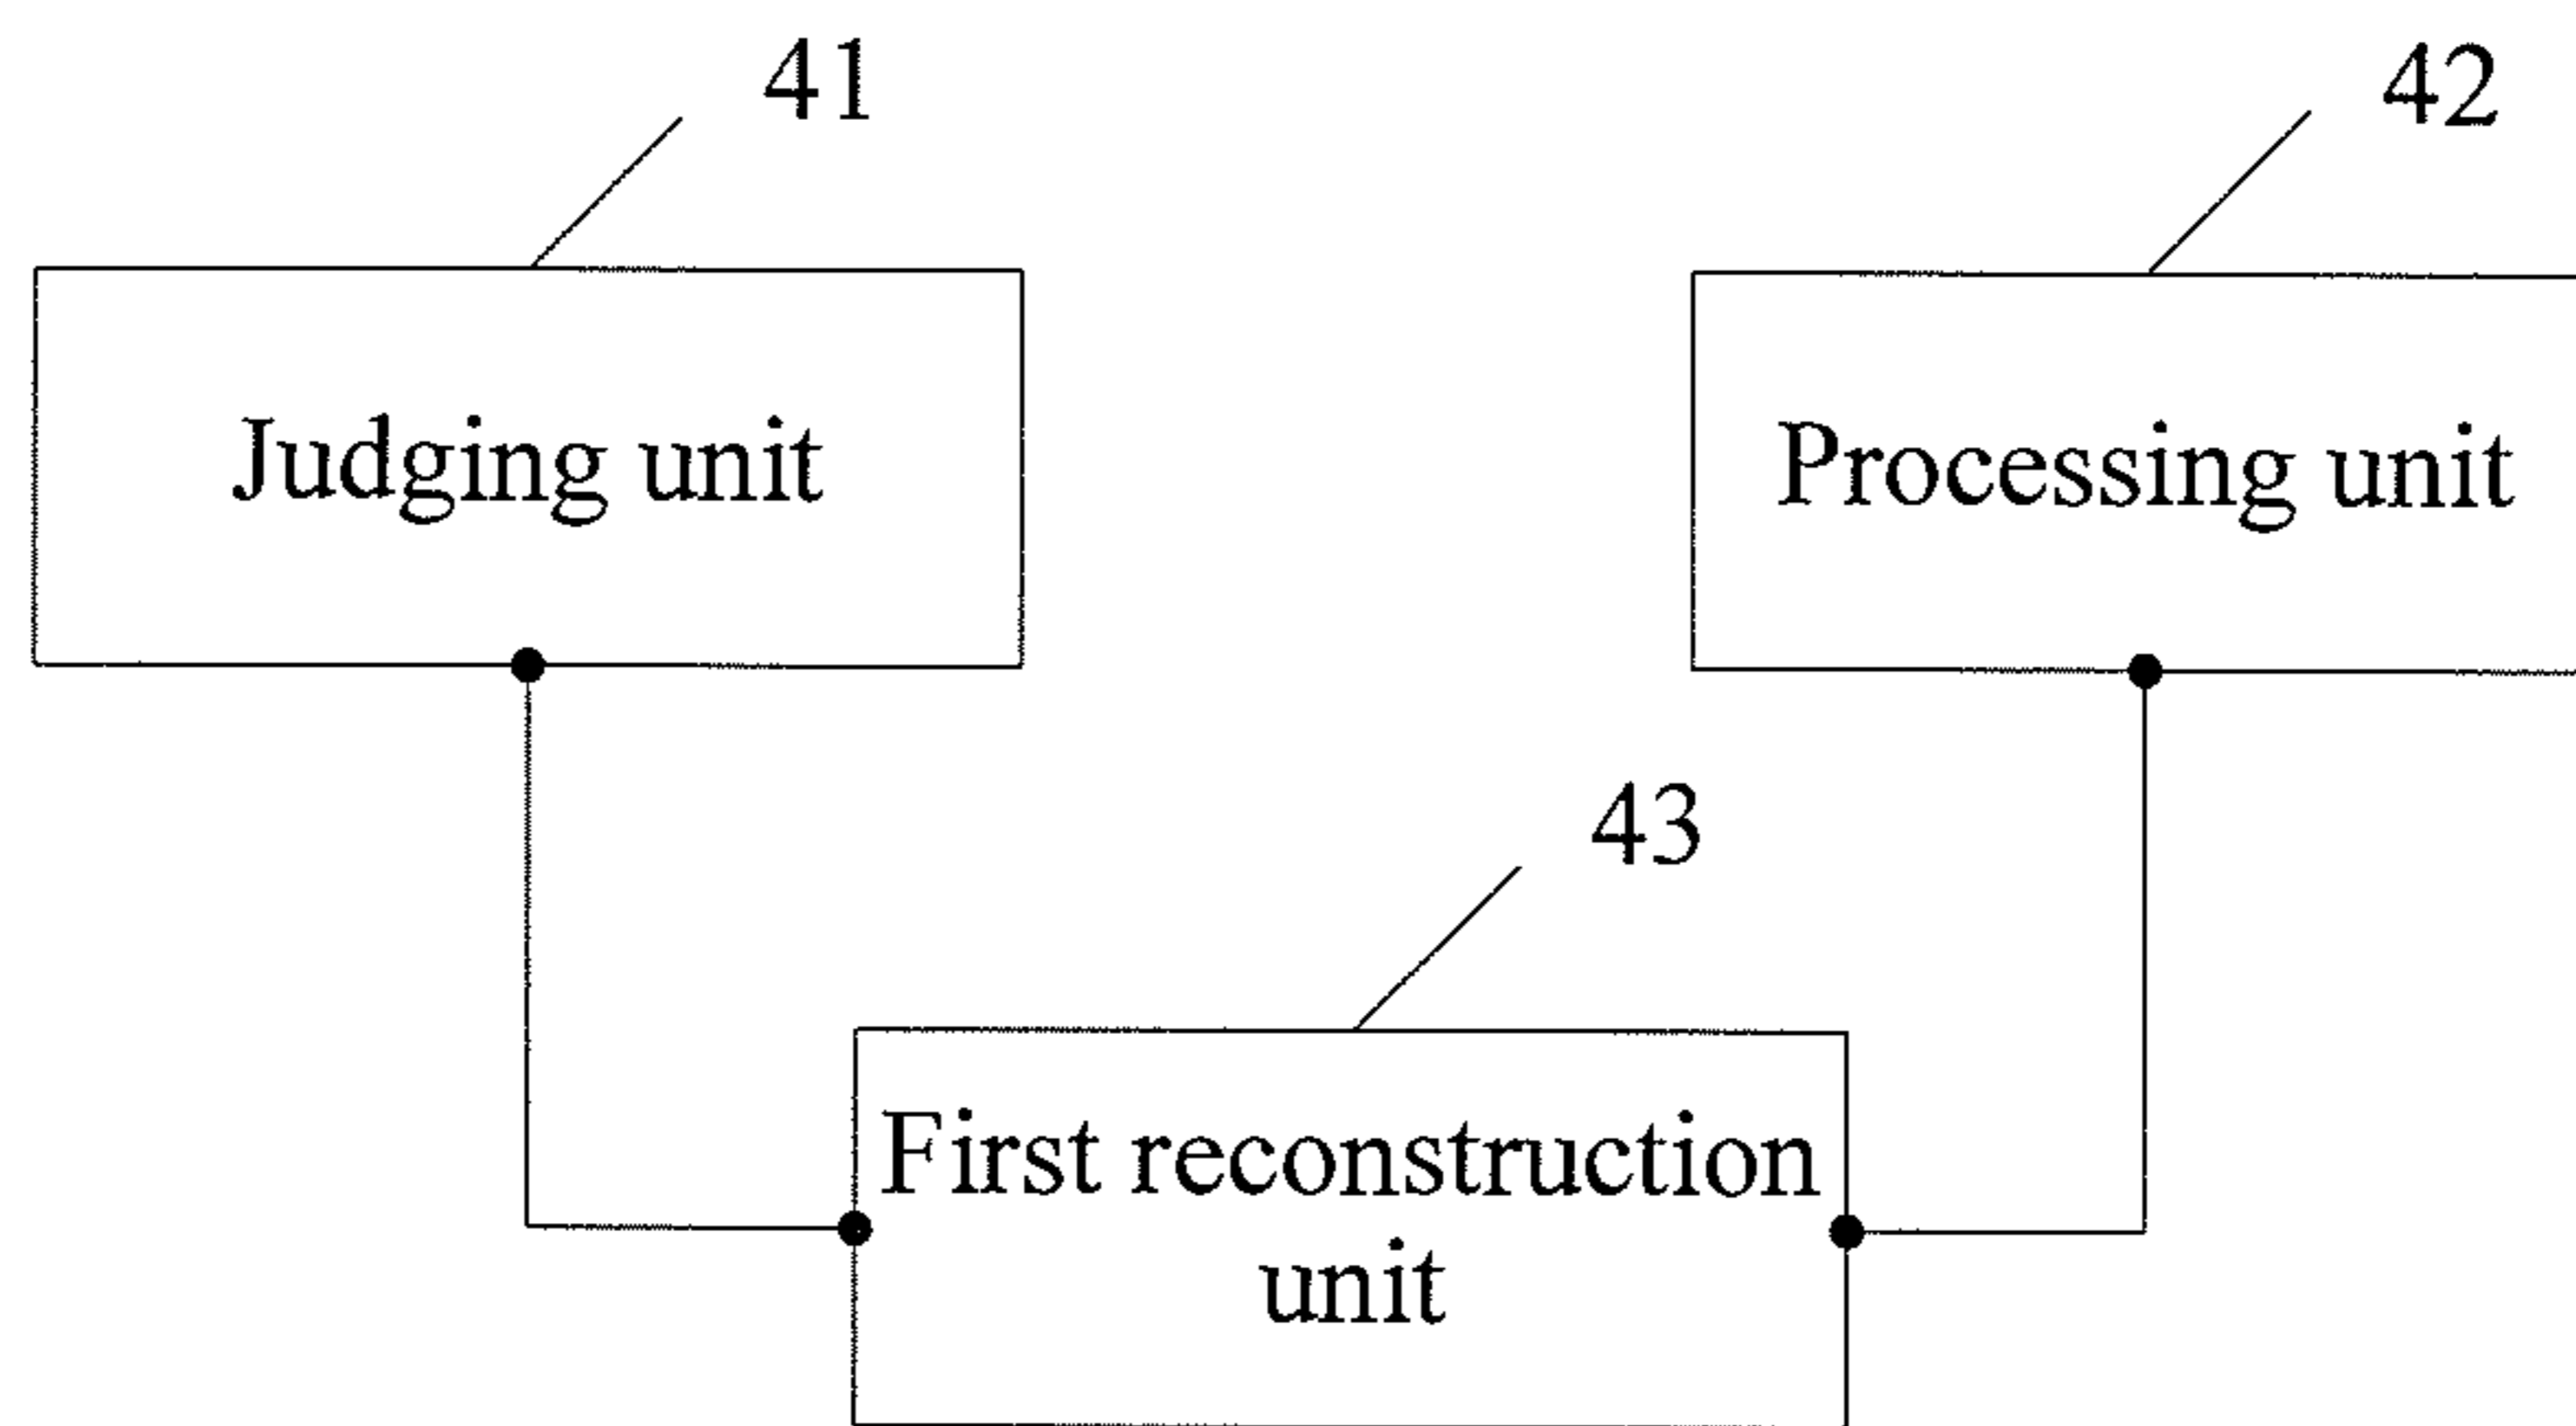 41
42
Judging unit
Processing unit
43
First reconstruction
unit